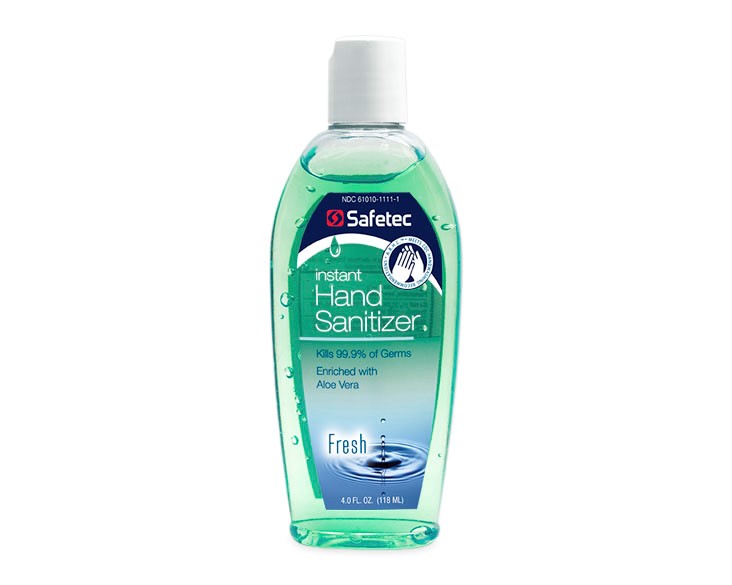 NDC 61010-1111-1
Safetec
instant
Hand
Sanitizer
Kills 99.9% of Germs
Enriched with
Aloe Vera
Fresh
4.0 FL. OZ. (118 ML)